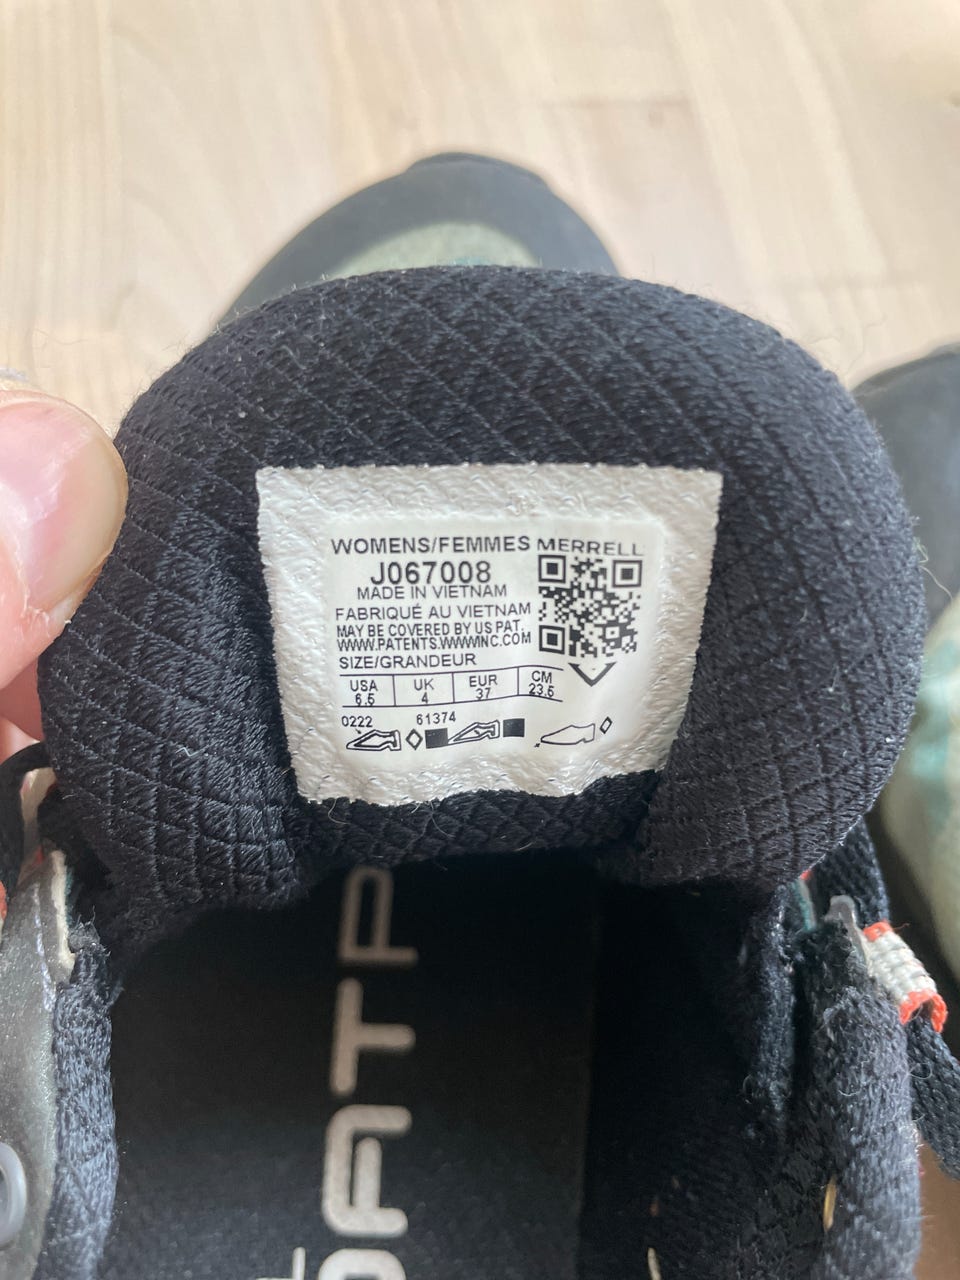 WOMENS/FEMMES MERRELL
J067008
MADE IN VIETNAM
FABRIQUÉ AU VIETNAM
MAY BE COVERED BY US PAT.
WWW.PATENTS.WWWINC.COM
SIZE/GRANDEUR
USA UK EUR CM
6.5 4 37 23.5
0222 61374
ATP